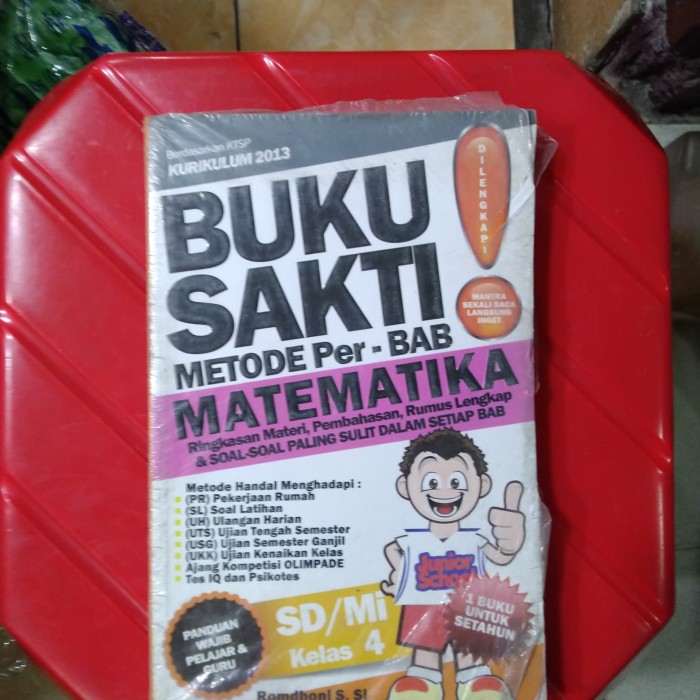 Berdasarkan KTSP
KURIKULUM 2013
BUKU
SAKTI
METODE Per - BAB
MATEMATIKA
Ringkasan Materi, Pembahasan, Rumus Lengkap
& SOAL-SOAL PALING SULIT DALAM SETIAP BAB
DILENGKAPI
MANTRA
SEKALI BACA
LANGSUNG
INGET
Metode Handal Menghadapi :
(PR) Pekerjaan Rumah
(SL) Soal Latihan
(UH) Ulangan Harian
(UTS) Ujian Tengah Semester
(USG) Ujian Semester Ganjil
(UKK) Ujian Kenaikan Kelas
Ajang Kompetisi OLIMPADE
Tes IQ dan Psikotes
Junior
School
PANDUAN
WAJIB
PELAJAR &
GURU
SD/Mi
Kelas 4
1 BUKU
UNTUK
SETAHUN
Romdhoni S. Si